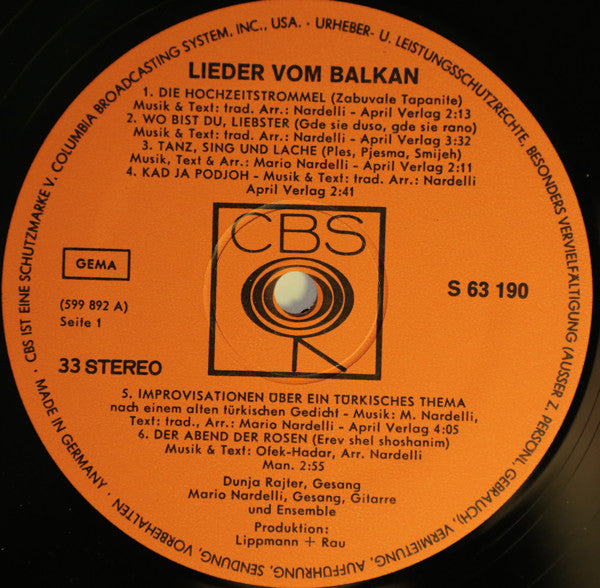 CBS IST EINE SCHUTZMARKE V. COLUMBIA BROADCASTING SYSTEM, INC., USA. · URHEBER- U. LEISTUNGSSCHUTZRECHTE, BESONDERS VERVIELFÄLTIGUNG (AUSSER Z. PERSÖNL. GEBRAUCH), VERMIETUNG, AUFFÜHRUNG, SENDUNG, VORBEHALTEN · MADE IN GERMANY ·
LIEDER VOM BALKAN
1. DIE HOCHZEITSTROMMEL (Zabuvale Tapanite)
Musik & Text: trad. Arr.: Nardelli - April Verlag 2:13
2. WO BIST DU, LIEBSTER (Gde sie duso, gde sie rano)
Musik & Text: trad. Arr.: Nardelli - April Verlag 3:32
3. TANZ, SING UND LACHE (Ples, Pjesma, Smijeh)
Musik, Text & Arr.: Mario Nardelli - April Verlag 2:11
4. KAD JA PODJOH - Musik & Text: trad. Arr.: Nardelli
April Verlag 2:41
CBS
GEMA
(599 892 A)
Seite 1
S 63 190
33 STEREO
5. IMPROVISATIONEN ÜBER EIN TÜRKISCHES THEMA
nach einem alten türkischen Gedicht - Musik: M. Nardelli,
Text: trad., Arr.: Mario Nardelli - April Verlag 4:05
6. DER ABEND DER ROSEN (Erev shel shoshanim)
Musik & Text: Ofek-Hadar, Arr. Nardelli
Man. 2:55
Dunja Rajter, Gesang
Mario Nardelli, Gesang, Gitarre
und Ensemble
Produktion:
Lippmann + Rau